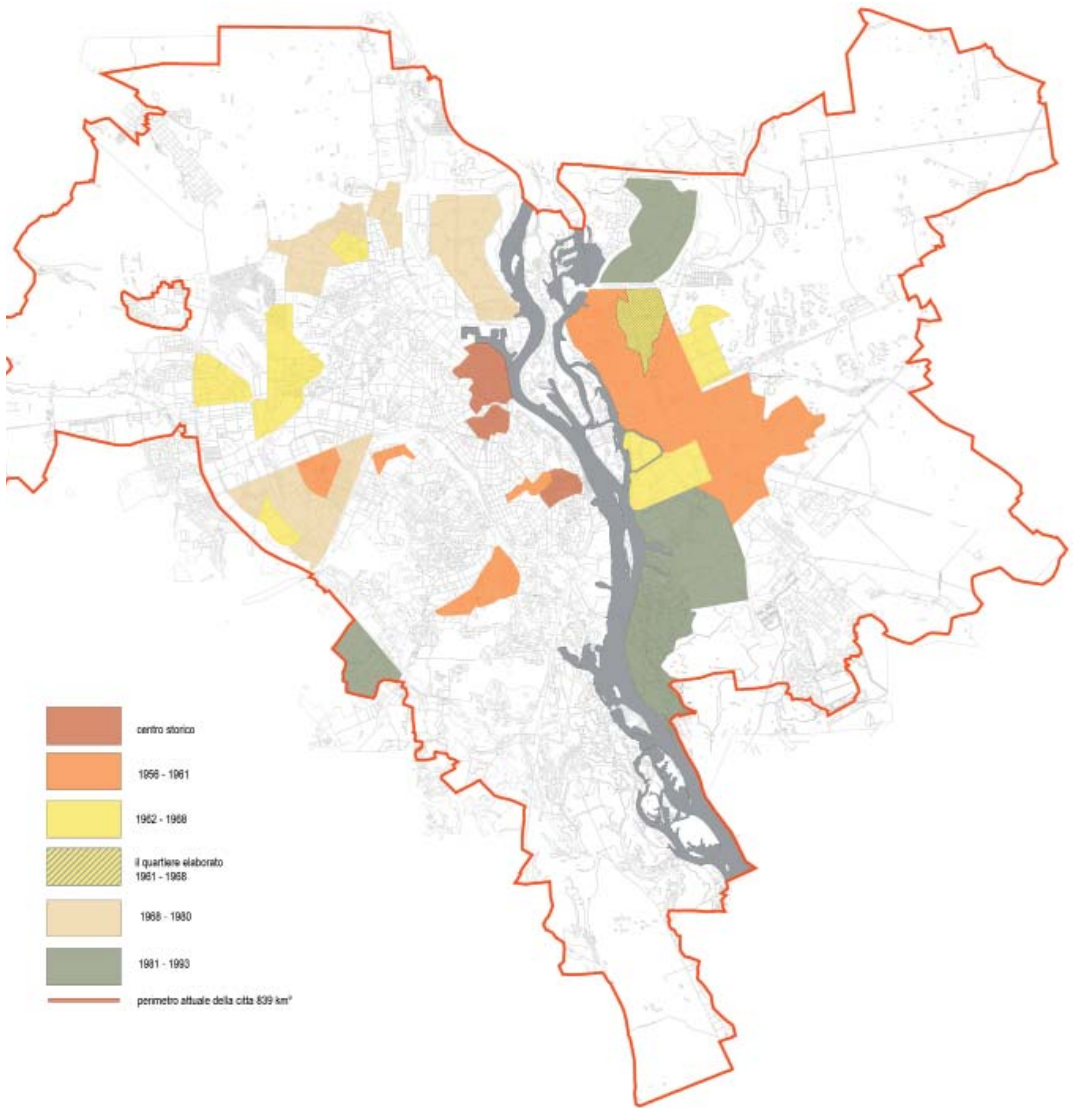 centro storico
1956 - 1961
1962 - 1968
il quartiere elaborato
1961 - 1968
1968 - 1980
1981 - 1993
perimetro attuale della citta 839 km²